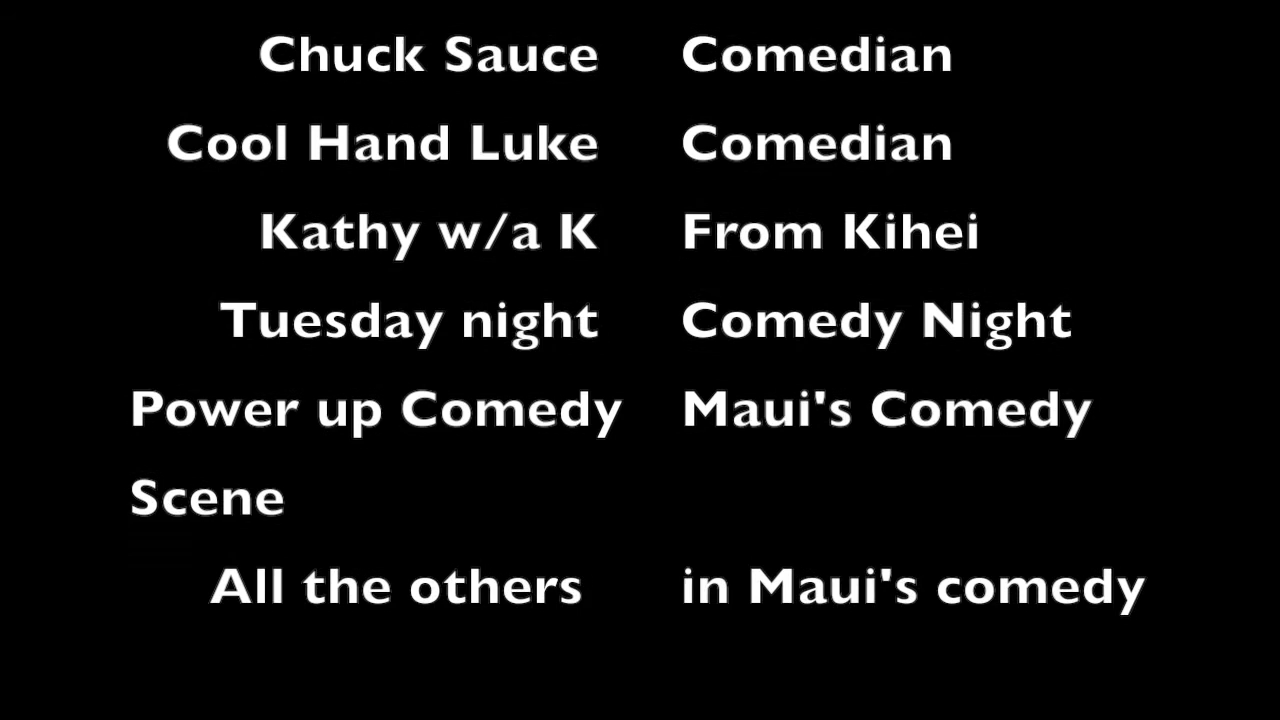 Chuck Sauce Comedian
Cool Hand Luke Comedian
Kathy w/a K From Kihei
Tuesday night Comedy Night
Power up Comedy Maui's Comedy
Scene
All the others in Maui's comedy